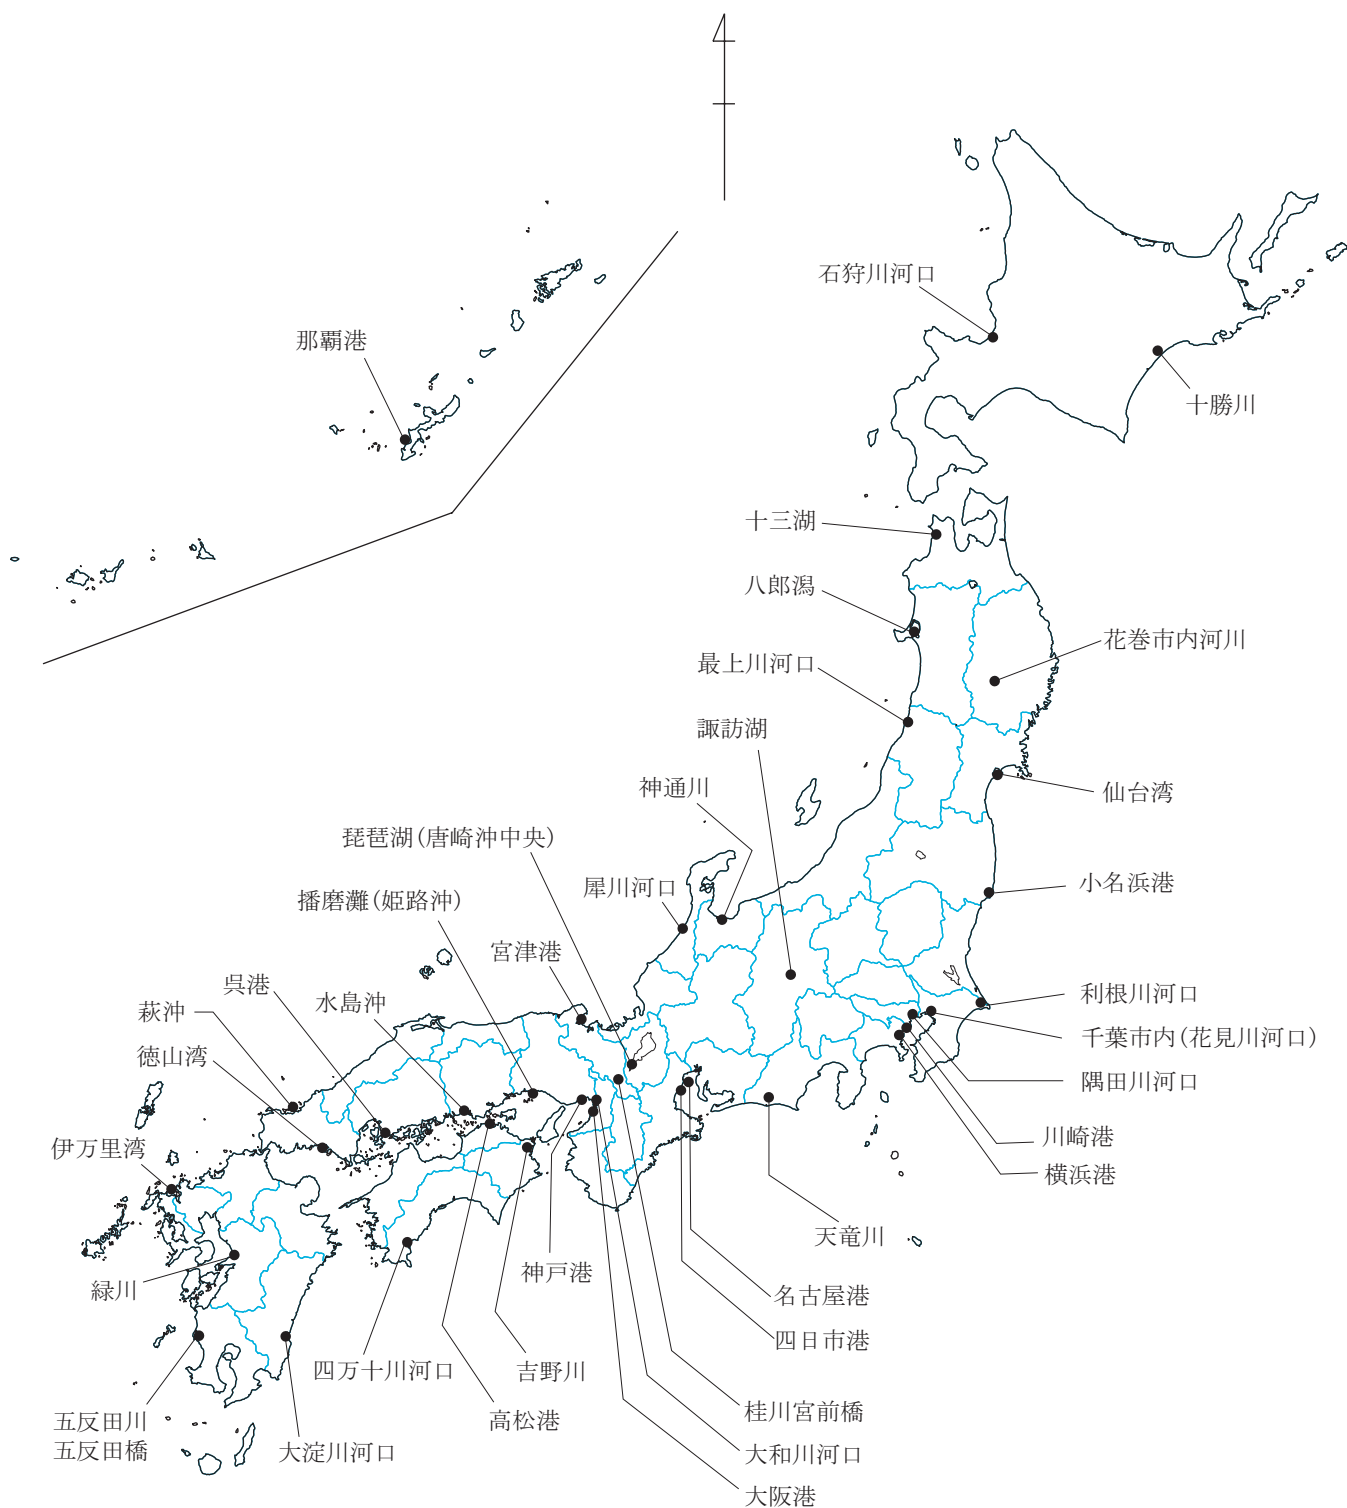 石狩川河口
那覇港
十勝川
十三湖
八郎潟
花巻市内河川
最上川河口
諏訪湖
神通川
仙台湾
琵琶湖(唐崎沖中央)
犀川河口
小名浜港
播磨灘(姫路沖)
宮津港
呉港
水島沖
利根川河口
萩沖
千葉市内(花見川河口)
徳山湾
隅田川河口
川崎港
伊万里湾
横浜港
天竜川
神戸港
緑川
名古屋港
四日市港
四万十川河口
吉野川
高松港
桂川宮前橋
五反田川
五反田橋
大淀川河口
大和川河口
大阪港